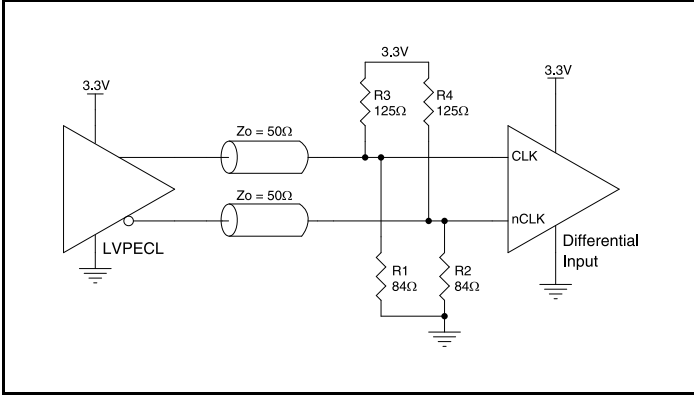 3.3V
3.3V
3.3V
R3
125Ω
R4
125Ω
Zo = 50Ω
CLK
Zo = 50Ω
nCLK
LVPECL
Differential
Input
R1
84Ω
R2
84Ω